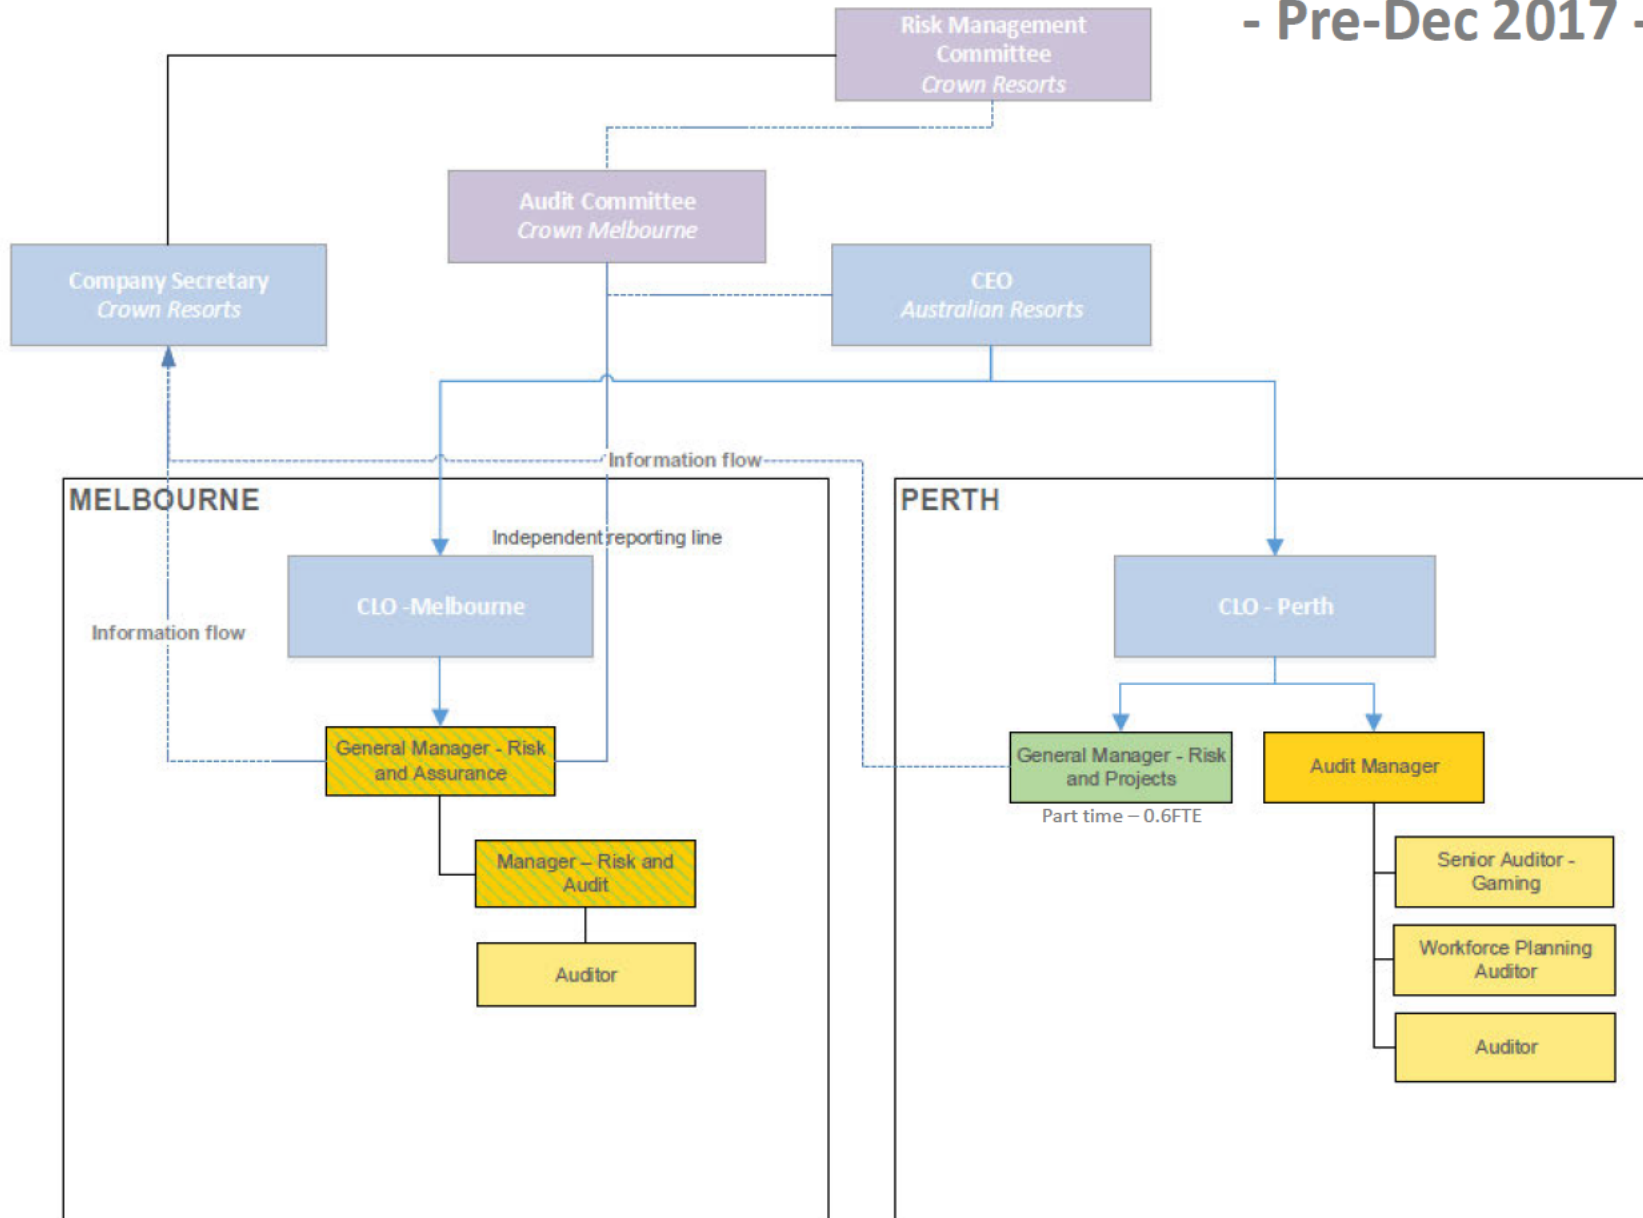 - Pre-Dec 2017 -
Risk Management
Committee
Crown Resorts
Audit Committee
Crown Melbourne
Company Secretary
Crown Resorts
CEO
Australian Resorts
Information flow
MELBOURNE
PERTH
Independent reporting line
CLO -Melbourne
CLO - Perth
Information flow
General Manager - Risk
and Assurance
General Manager - Risk
and Projects
Audit Manager
Part time – 0.6FTE
Manager – Risk and
Audit
Senior Auditor -
Gaming
Workforce Planning
Auditor
Auditor
Auditor